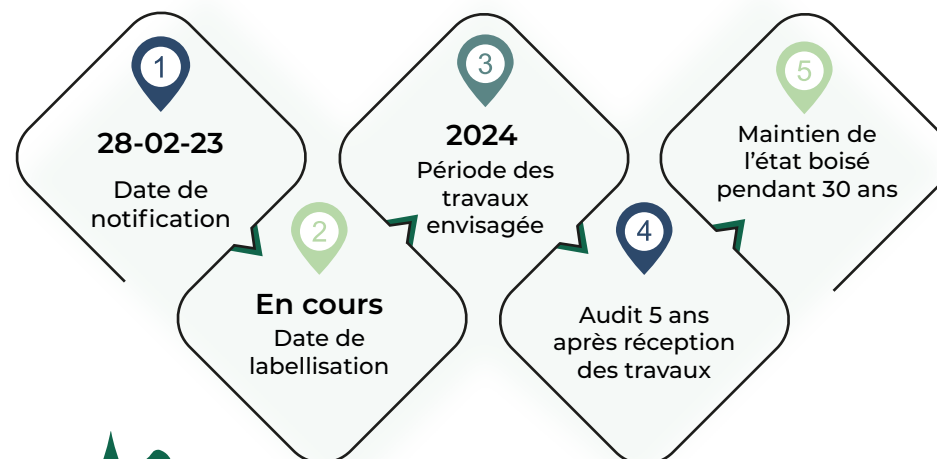 1
28-02-23
Date de
notification
2
En cours
Date de
labellisation
3
2024
Période des
travaux
envisagée
4
Audit 5 ans
après réception
des travaux
5
Maintien de
l'état boisé
pendant 30 ans